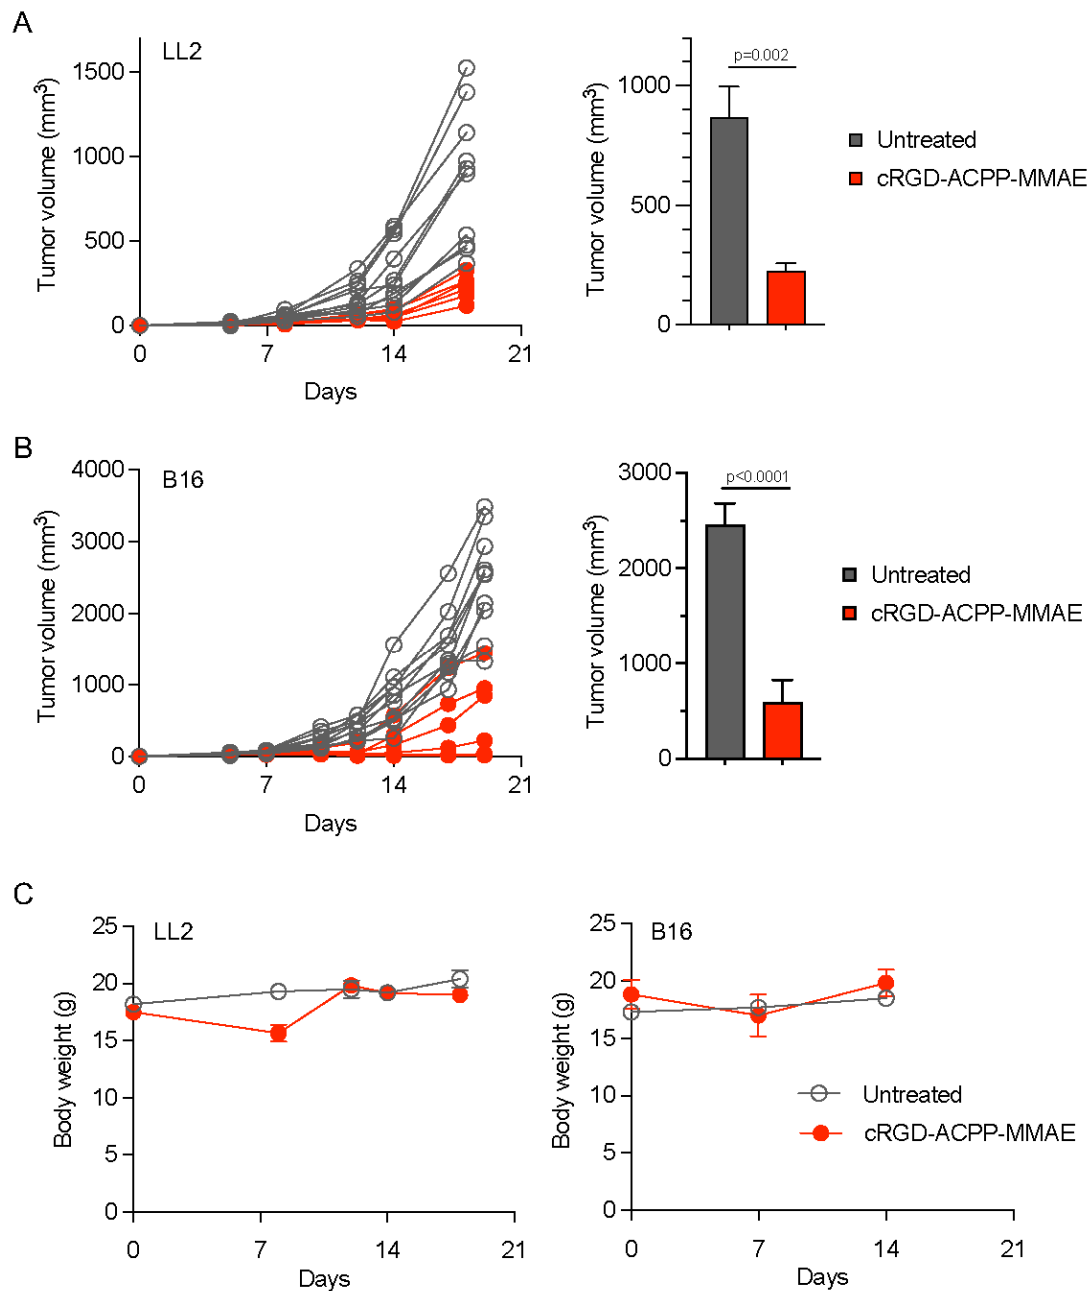 A
LL2
Tumor volume (mm³)
1500
1000
500
0
0 7 14 21
Days
p=0.002
Tumor volume (mm³)
1000
500
0
Untreated
cRGD-ACPP-MMAE
B
B16
Tumor volume (mm³)
4000
3000
2000
1000
0
0 7 14 21
Days
p<0.0001
Tumor volume (mm³)
3000
2000
1000
0
Untreated
cRGD-ACPP-MMAE
C
LL2
Body weight (g)
25
20
15
10
5
0
0 7 14 21
Days
B16
Body weight (g)
25
20
15
10
5
0
0 7 14 21
Days
Untreated
cRGD-ACPP-MMAE